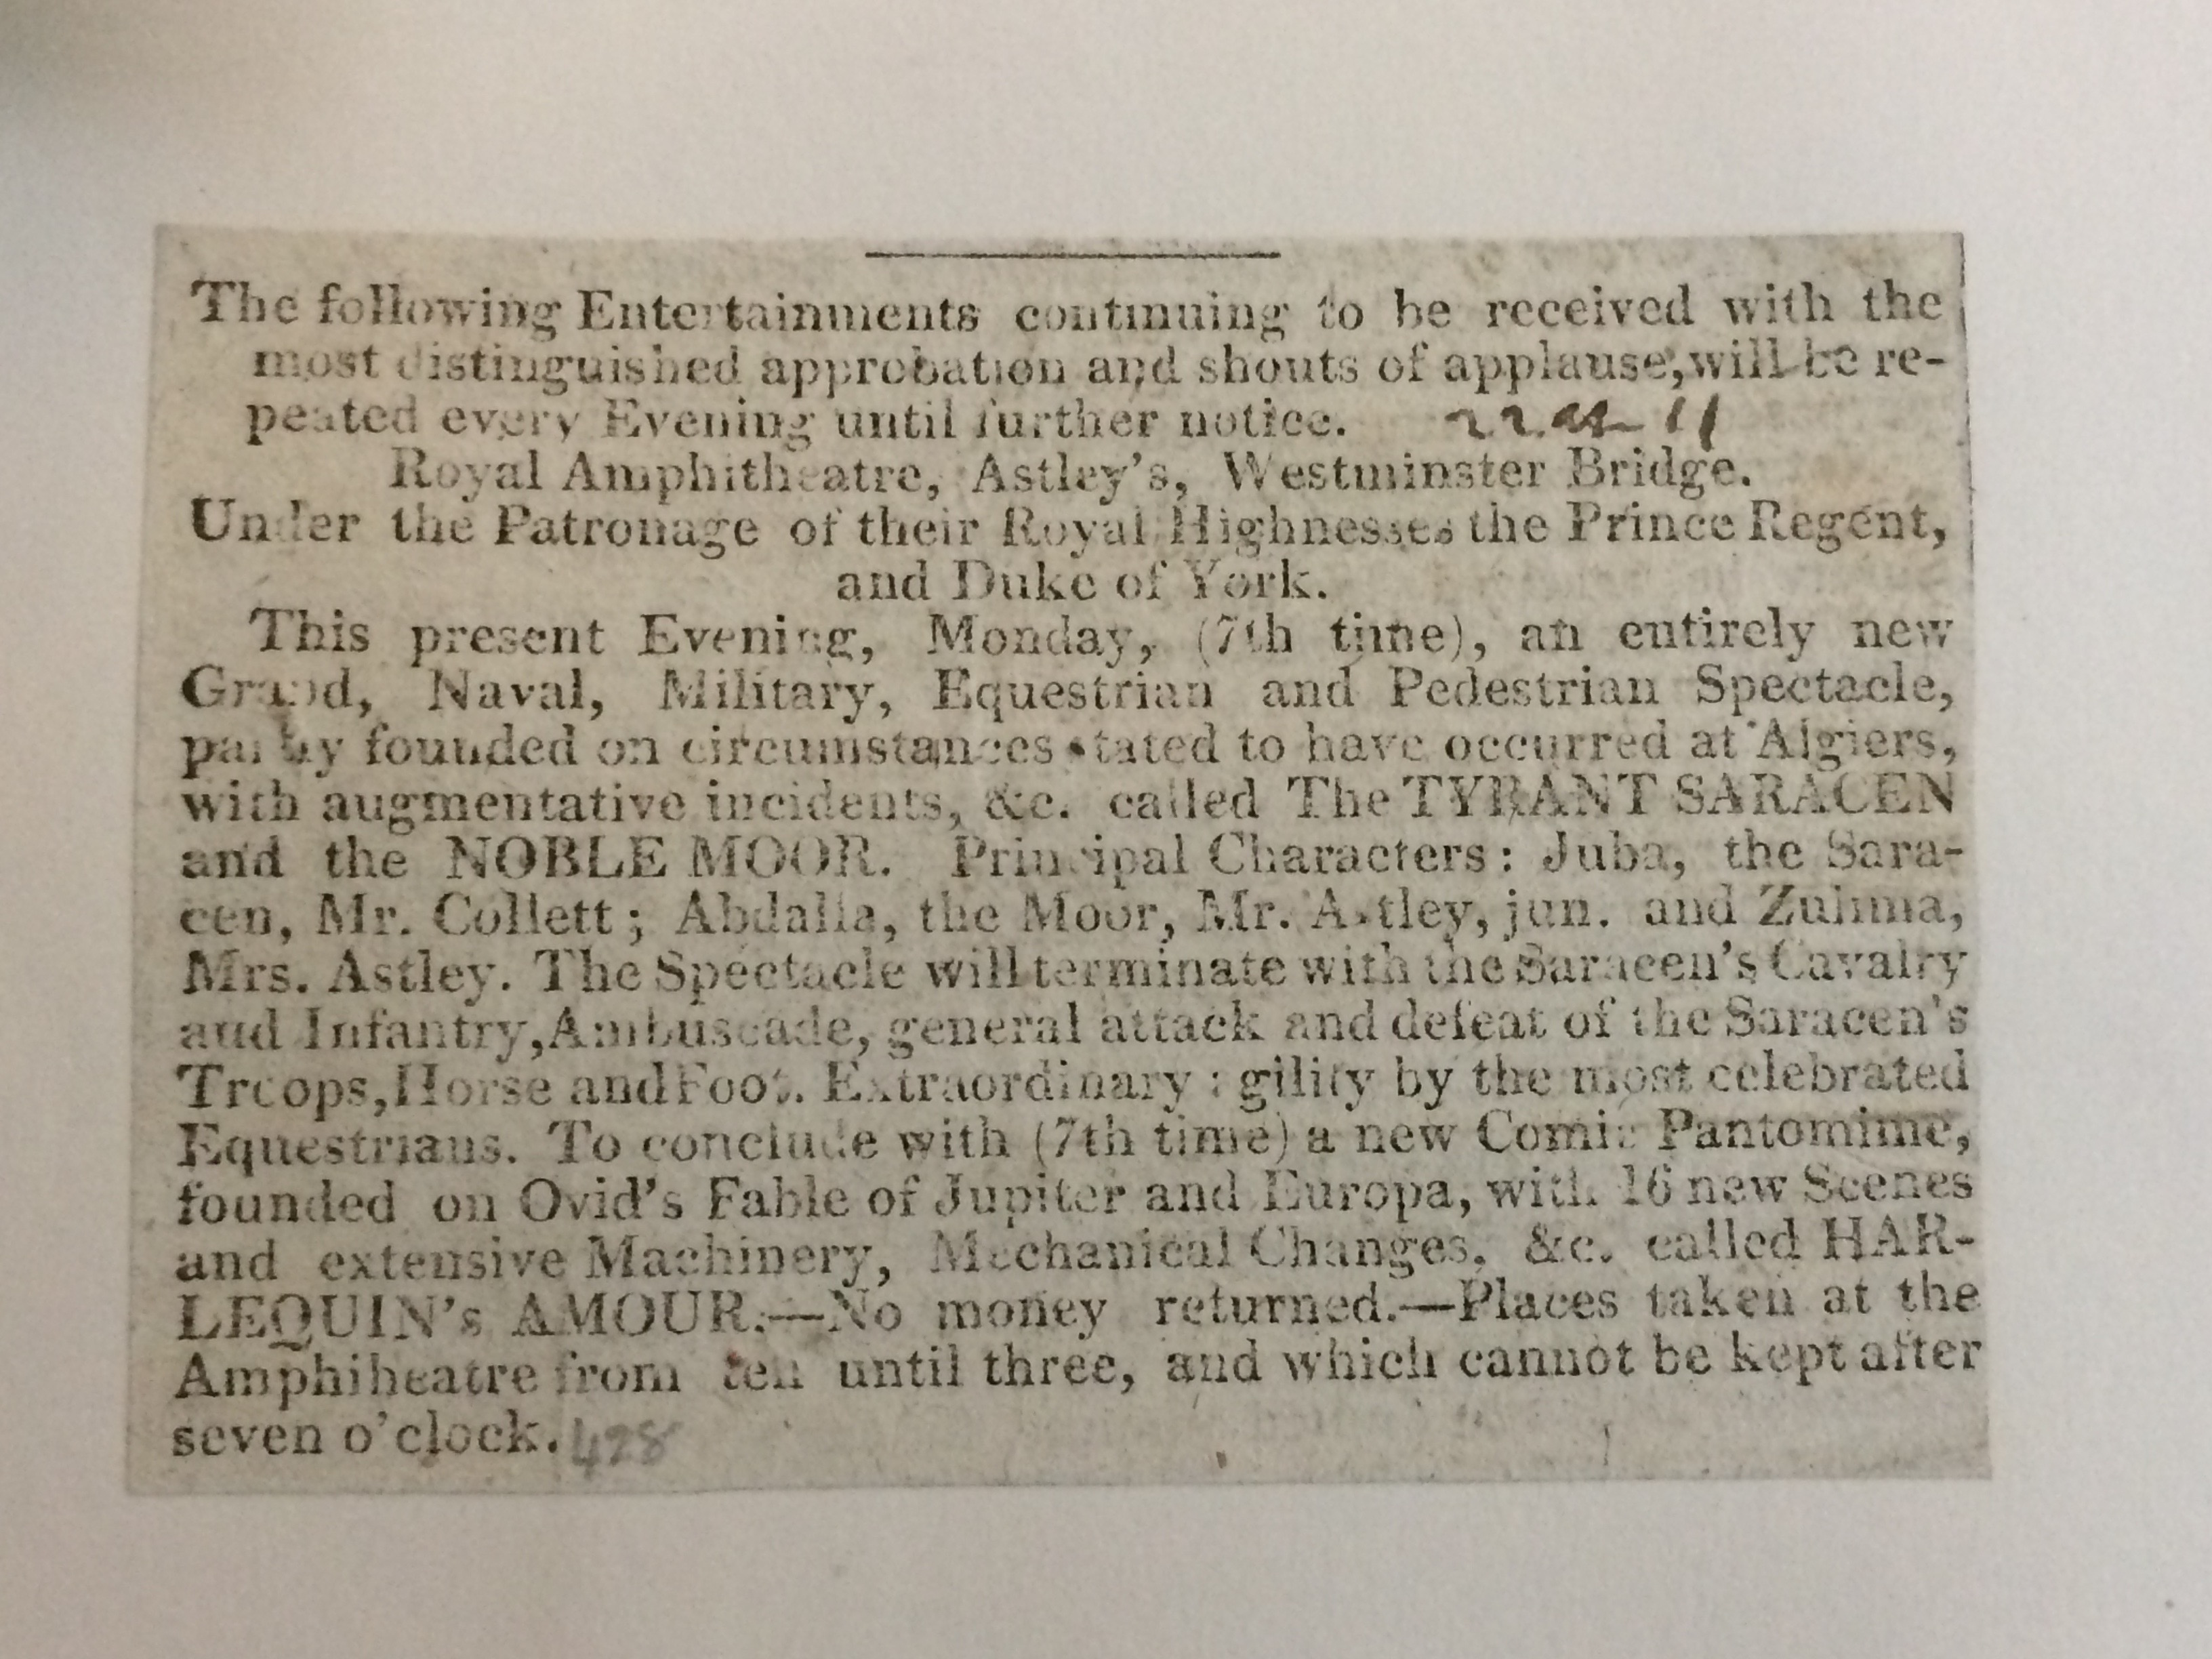 The following Entertainments continuing to be received with the
most distinguished approbation and shouts of applause, will be re-
peated every Evening until further notice. 22 11
Royal Amphitheatre, Astley's, Westminster Bridge.
Under the Patronage of their Royal Highnesses the Prince Regent,
and Duke of York.
This present Evening, Monday, (7th time), an entirely new
Grand, Naval, Military, Equestrian and Pedestrian Spectacle,
partly founded on circumstances stated to have occurred at Algiers,
with augmentative incidents, &c. called The TYRANT SARACEN
and the NOBLE MOOR. Principal Characters: Juba, the Sara-
cen, Mr. Collett; Abdalla, the Moor, Mr. Astley, jun. and Zulima,
Mrs. Astley. The Spectacle will terminate with the Saracen's Cavalry
and Infantry, Ambuscade, general attack and defeat of the Saracen's
Troops, Horse and Foot. Extraordinary agility by the most celebrated
Equestrians. To conclude with (7th time) a new Comic Pantomime,
founded on Ovid's Fable of Jupiter and Europa, with 16 new Scenes
and extensive Machinery, Mechanical Changes, &c. called HAR-
LEQUIN's AMOUR.—No money returned.—Places taken at the
Amphiheatre from ten until three, and which cannot be kept after
seven o'clock. 428